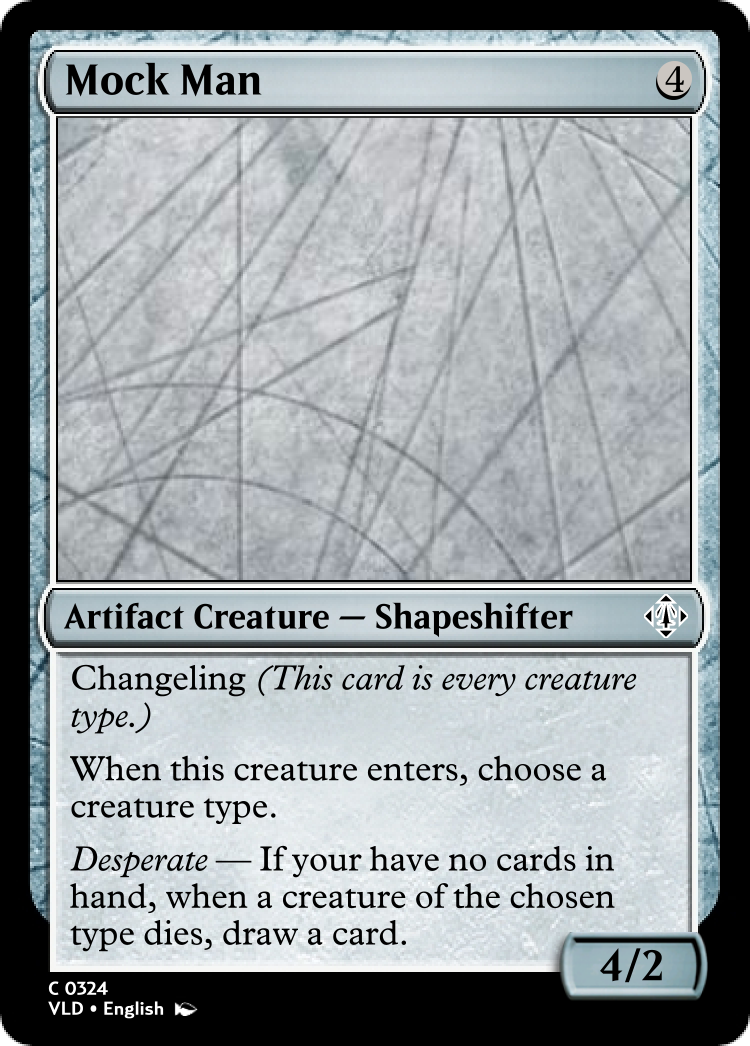 Mock Man
4
Artifact Creature — Shapeshifter
Changeling (This card is every creature
type.)
When this creature enters, choose a
creature type.
Desperate — If your have no cards in
hand, when a creature of the chosen
type dies, draw a card.
4/2
C 0324
VLD • English